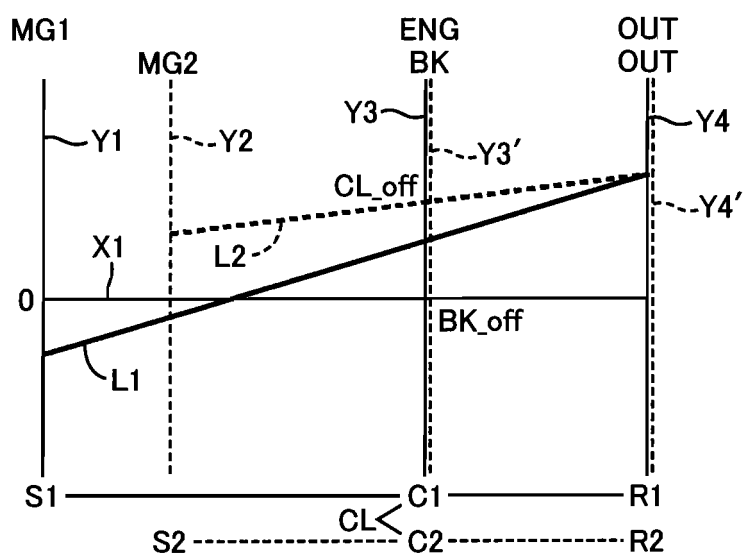 MG1 ENG OUT
MG2 BK OUT
Y1 Y2 Y3 Y4
Y3′
CL_off
Y4′
L2
X1
0
BK_off
L1
S1 C1 R1
CL
S2 C2 R2